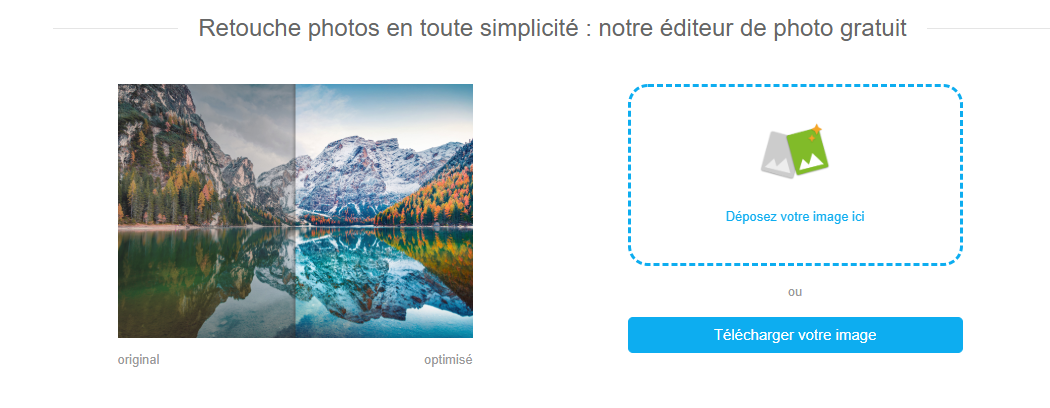 Retouche photos en toute simplicité : notre éditeur de photo gratuit
original
optimisé
Déposez votre image ici
ou
Télécharger votre image